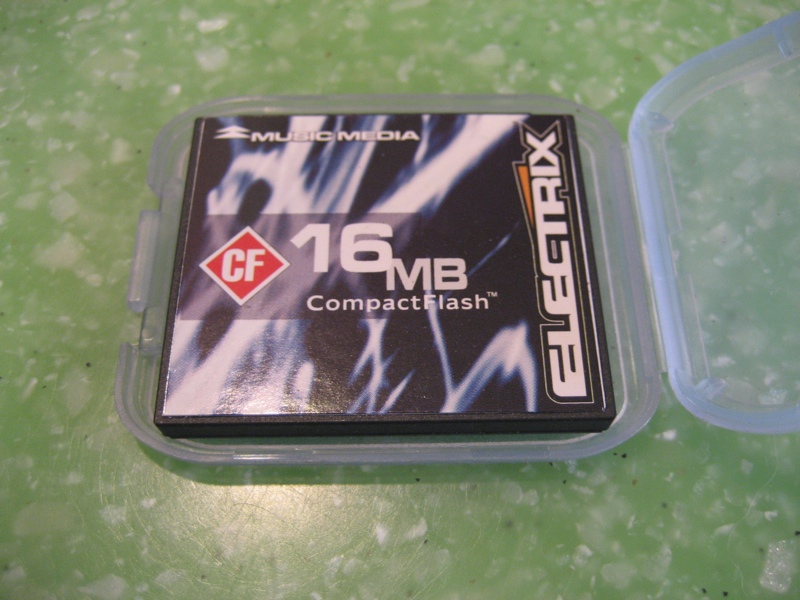 MUSIC MEDIA
CF
16MB
CompactFlash™
ELECTRIX